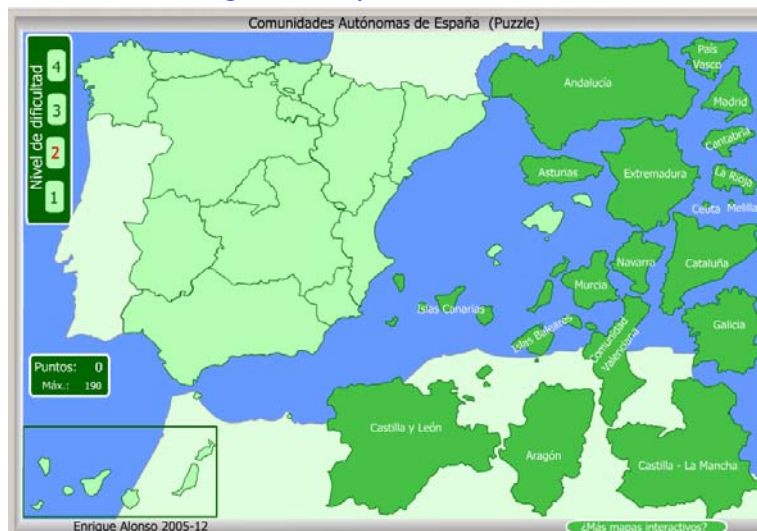 Comunidades Autónomas de España (Puzzle)
Nivel de dificultad
4
3
2
1
País
Vasco
Andalucía
Madrid
Cantabria
Asturias
Extremadura
La Rioja
Ceuta Melilla
Navarra
Cataluña
Murcia
Islas Canarias
Islas Baleares
Comunidad
Valenciana
Galicia
Puntos: 0
Máx.: 190
Castilla y León
Aragón
Castilla - La Mancha
Enrique Alonso 2005-12
¿Más mapas interactivos?